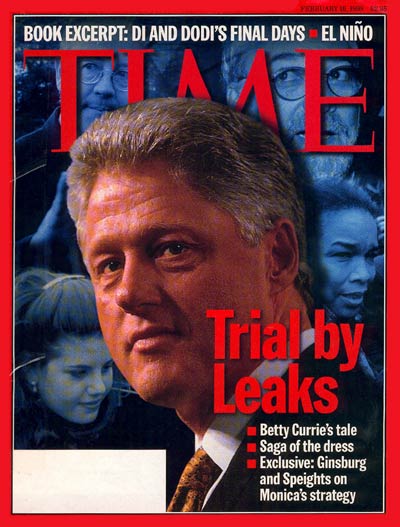 FEBRUARY 16, 1998
BOOK EXCERPT: DI AND DODI'S FINAL DAYS ■ EL NIÑO
TIME
Trial by
Leaks
■ Betty Currie's tale
■ Saga of the dress
■ Exclusive: Ginsburg
and Speights on
Monica's strategy